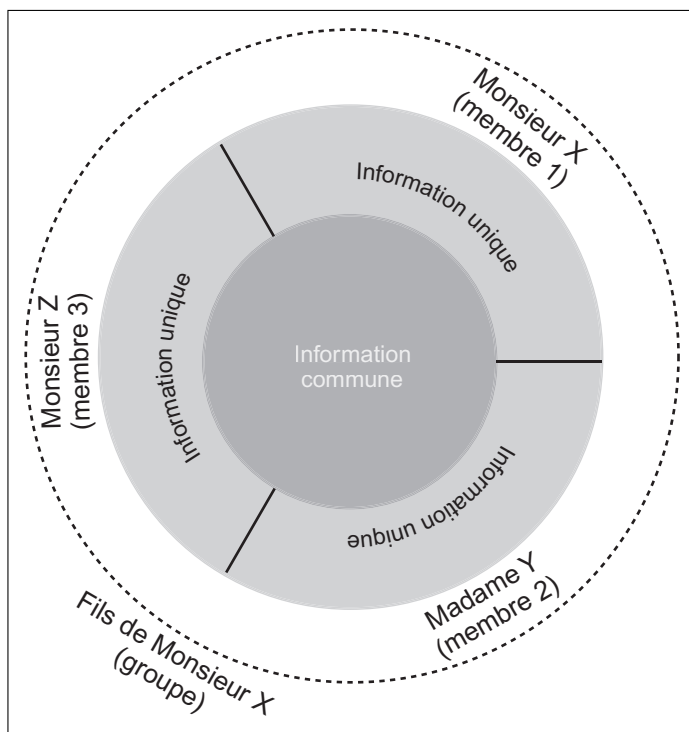 Monsieur X
(membre 1)
Information unique
Monsieur Z
(membre 3)
Information unique
Information
commune
Information unique
Madame Y
(membre 2)
Fils de Monsieur X
(groupe)